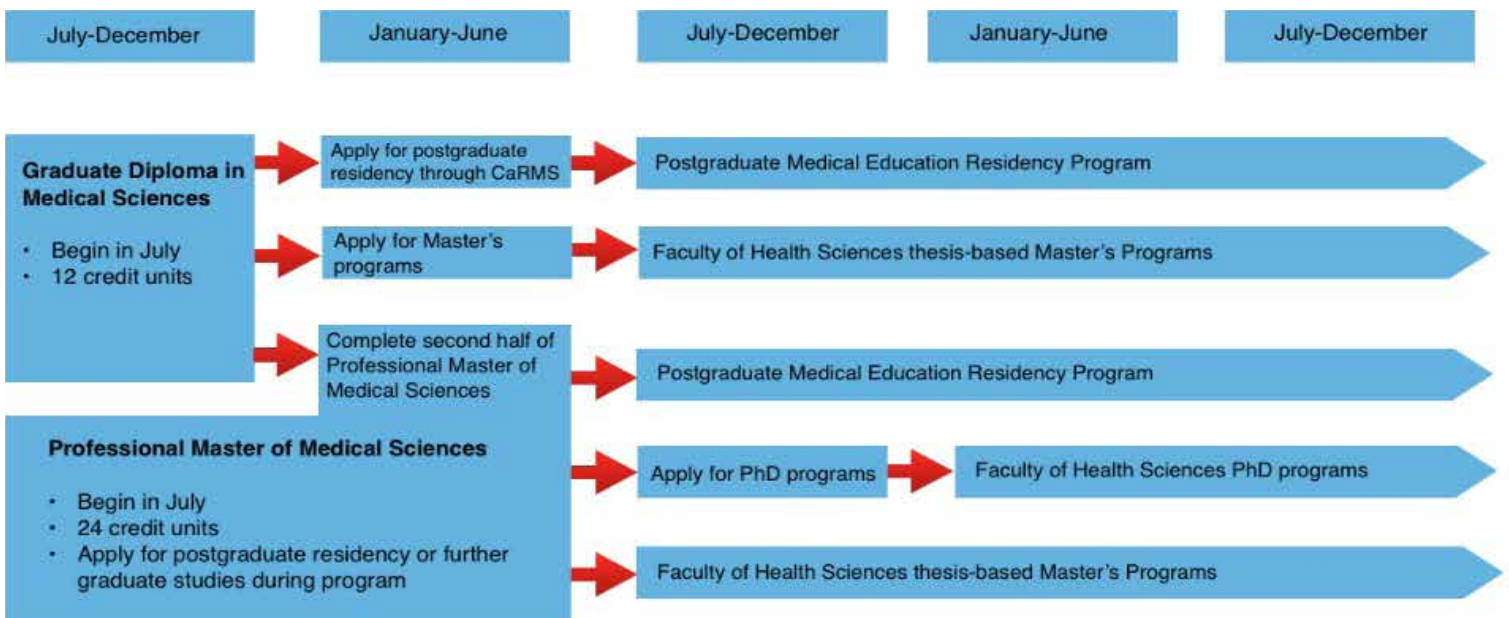 July-December
January-June
July-December
January-June
July-December
Graduate Diploma in
Medical Sciences
• Begin in July
• 12 credit units
Apply for postgraduate
residency through CaRMS
Postgraduate Medical Education Residency Program
Apply for Master's
programs
Faculty of Health Sciences thesis-based Master's Programs
Complete second half of
Professional Master of
Medical Sciences
Postgraduate Medical Education Residency Program
Professional Master of Medical Sciences
• Begin in July
• 24 credit units
• Apply for postgraduate residency or further
graduate studies during program
Apply for PhD programs
Faculty of Health Sciences PhD programs
Faculty of Health Sciences thesis-based Master's Programs